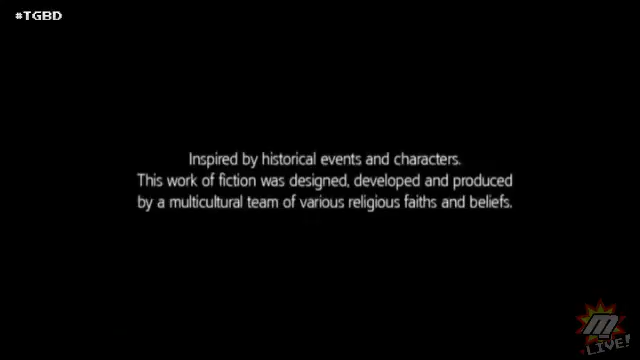 #TGBD
Inspired by historical events and characters.
This work of fiction was designed, developed and produced
by a multicultural team of various religious faiths and beliefs.
M
LIVE!